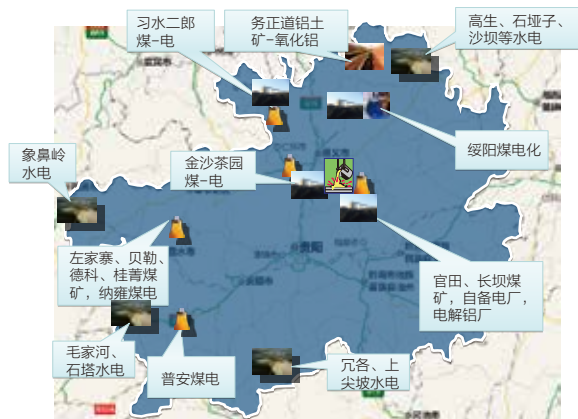 习水二郎
煤-电
务正道铝土
矿-氧化铝
高生、石垭子、
沙坝等水电
绥阳煤电化
象鼻岭
水电
金沙茶园
煤-电
贵阳
左家寨、贝勒、
德科、桂菁煤
矿，纳雍煤电
官田、长坝煤
矿，自备电厂，
电解铝厂
毛家河、
石塔水电
普安煤电
冗各、上
尖坡水电